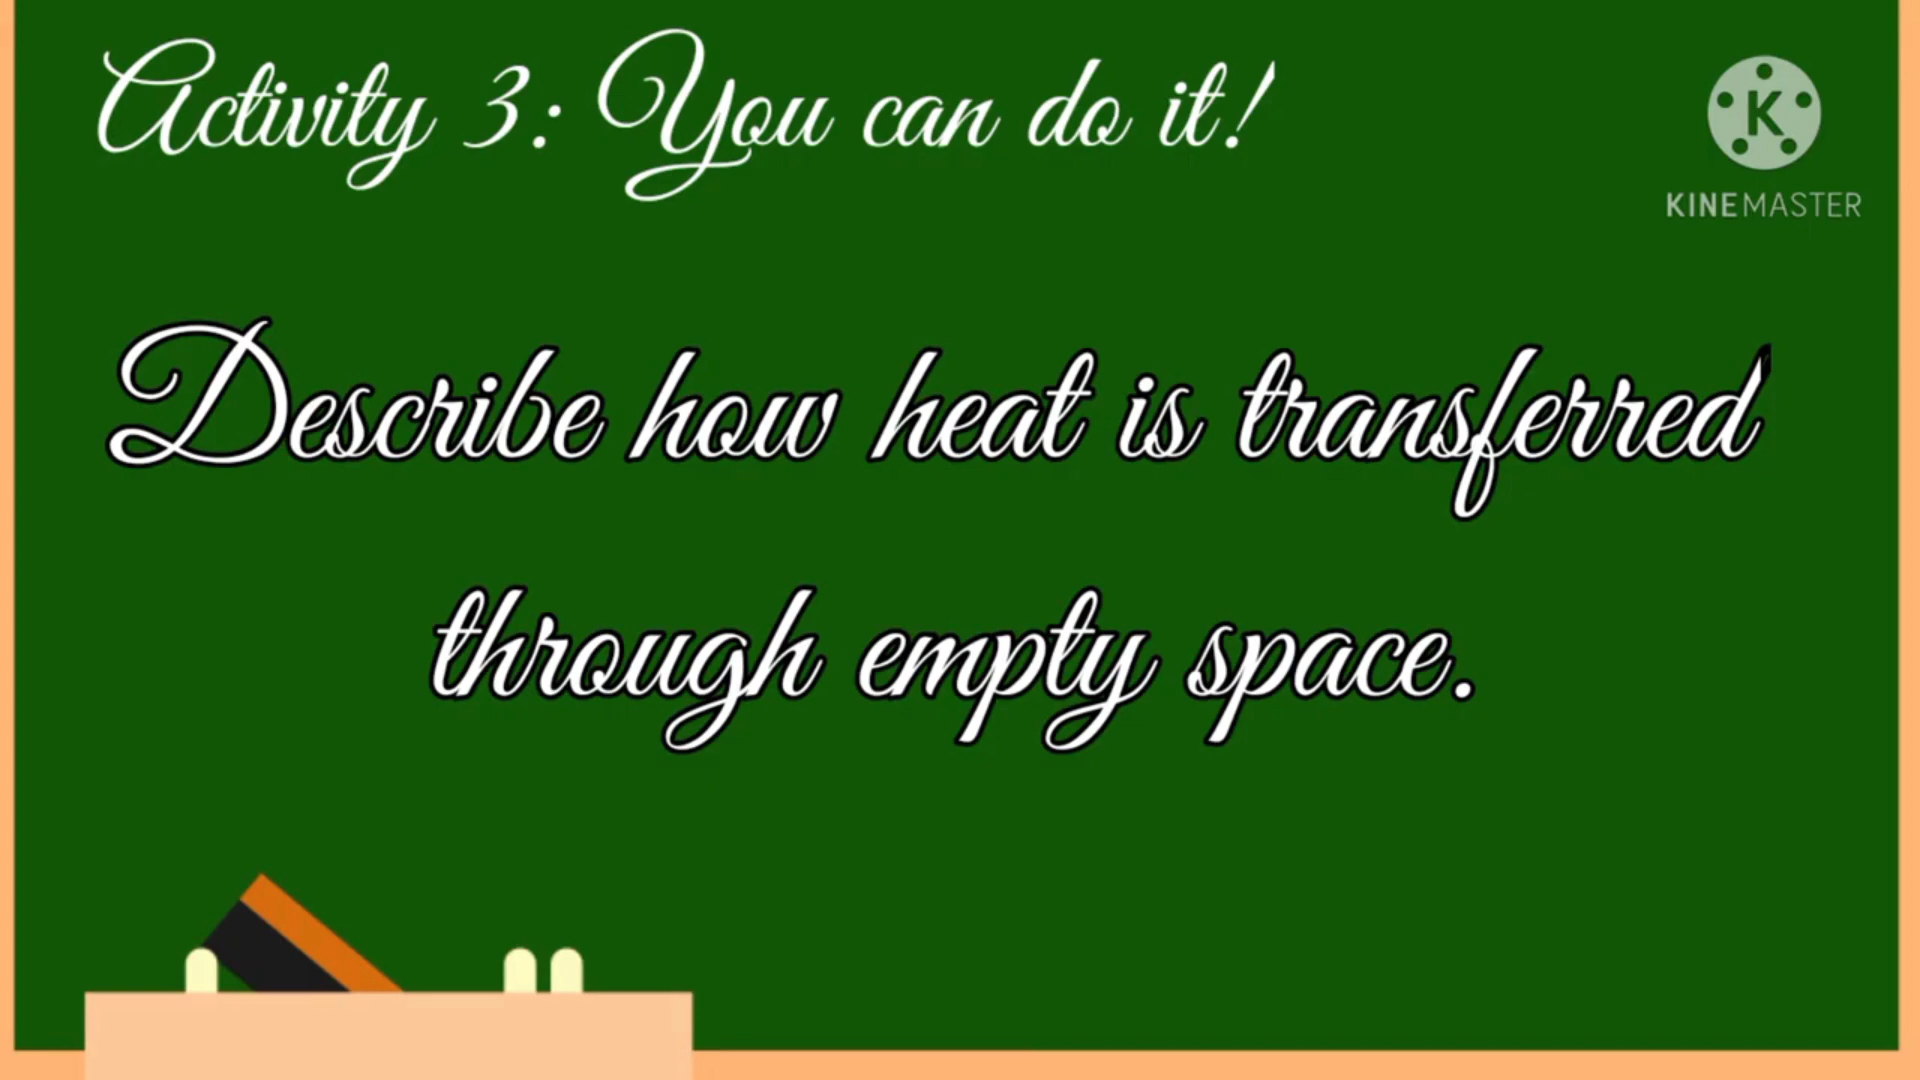 Activity 3: You can do it!
K
KINEMASTER
Describe how heat is transferred
through empty space.